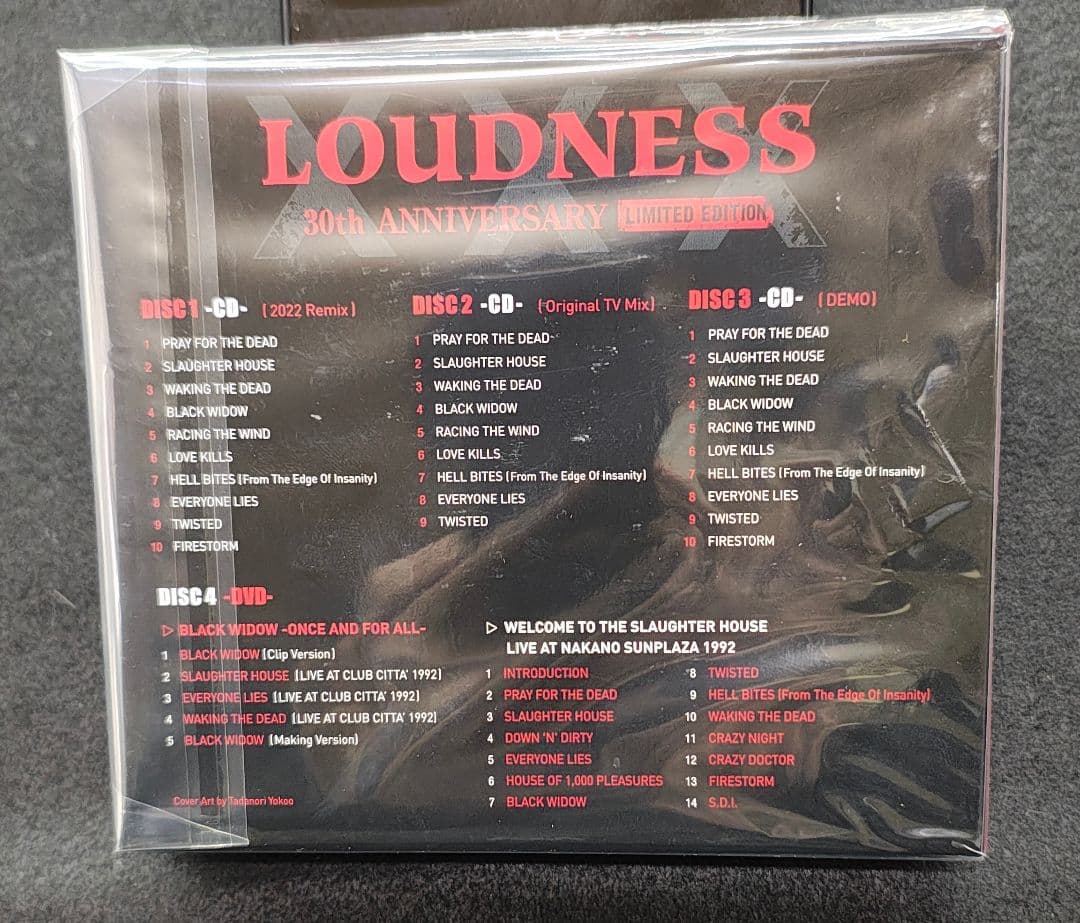 XXX
LOUDNESS
30th ANNIVERSARY LIMITED EDITION
DISC 1 -CD- (2022 Remix)
1 PRAY FOR THE DEAD
2 SLAUGHTER HOUSE
3 WAKING THE DEAD
4 BLACK WIDOW
5 RACING THE WIND
6 LOVE KILLS
7 HELL BITES (From The Edge Of Insanity)
8 EVERYONE LIES
9 TWISTED
10 FIRESTORM
DISC 2 -CD- (Original TV Mix)
1 PRAY FOR THE DEAD
2 SLAUGHTER HOUSE
3 WAKING THE DEAD
4 BLACK WIDOW
5 RACING THE WIND
6 LOVE KILLS
7 HELL BITES (From The Edge Of Insanity)
8 EVERYONE LIES
9 TWISTED
DISC 3 -CD- (DEMO)
1 PRAY FOR THE DEAD
2 SLAUGHTER HOUSE
3 WAKING THE DEAD
4 BLACK WIDOW
5 RACING THE WIND
6 LOVE KILLS
7 HELL BITES (From The Edge Of Insanity)
8 EVERYONE LIES
9 TWISTED
10 FIRESTORM
DISC 4 -DVD-
▷ BLACK WIDOW -ONCE AND FOR ALL-
1 BLACK WIDOW (Clip Version)
2 SLAUGHTER HOUSE (LIVE AT CLUB CITTA' 1992)
3 EVERYONE LIES (LIVE AT CLUB CITTA' 1992)
4 WAKING THE DEAD (LIVE AT CLUB CITTA' 1992)
5 BLACK WIDOW (Making Version)
▷ WELCOME TO THE SLAUGHTER HOUSE
LIVE AT NAKANO SUNPLAZA 1992
1 INTRODUCTION
2 PRAY FOR THE DEAD
3 SLAUGHTER HOUSE
4 DOWN 'N' DIRTY
5 EVERYONE LIES
6 HOUSE OF 1,000 PLEASURES
7 BLACK WIDOW
8 TWISTED
9 HELL BITES (From The Edge Of Insanity)
10 WAKING THE DEAD
11 CRAZY NIGHT
12 CRAZY DOCTOR
13 FIRESTORM
14 S.D.I.
Cover Art by Tadanori Yokoo